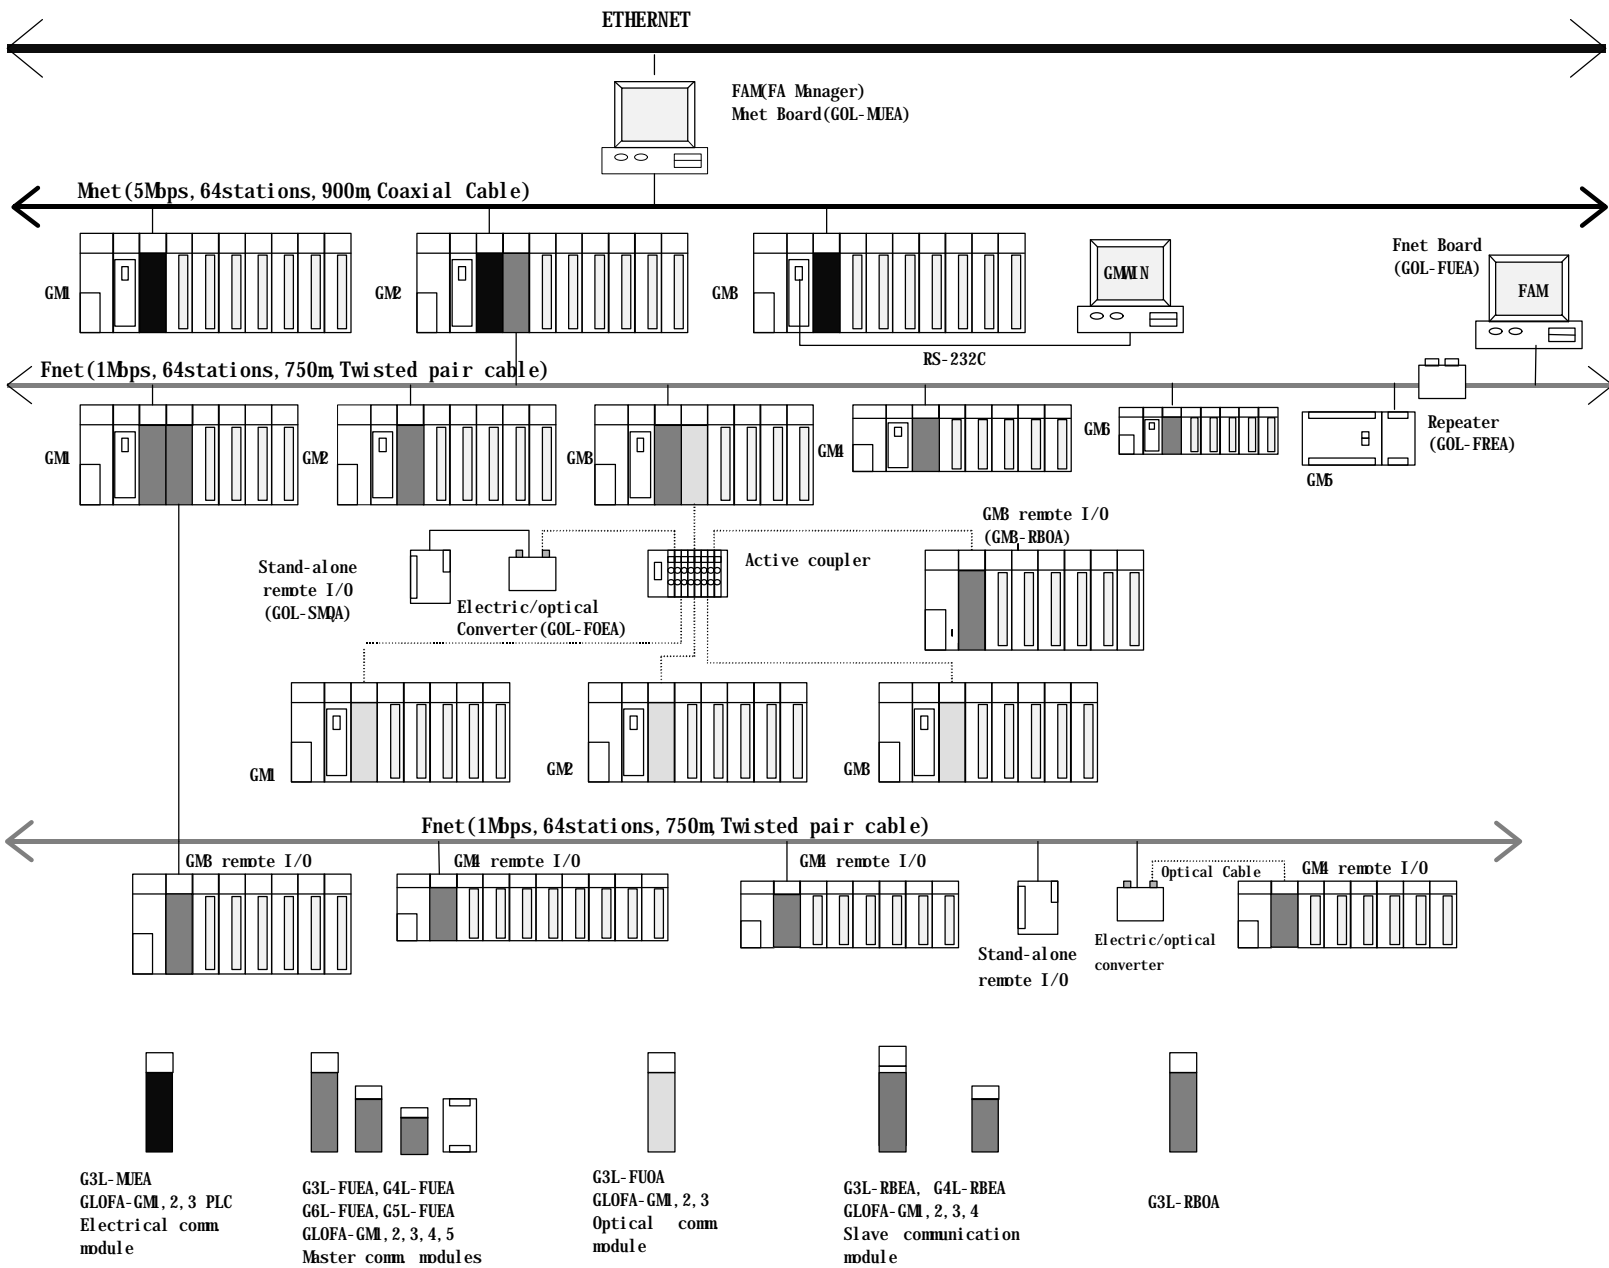 ETHERNET
FAM(FA Manager)
Mnet Board(GOL-MUEA)
Mnet(5Mbps,64stations,900m,Coaxial Cable)
GM1
GM2
GM3
GMWIN
Fnet Board
(GOL-FUEA)
FAM
RS-232C
Fnet(1Mbps,64stations,750m,Twisted pair cable)
GM1
GM2
GM3
GM4
GM6
GM5
Repeater
(GOL-FREA)
GM3 remote I/O
(GM3-RBOA)
Stand-alone
remote I/O
(GOL-SMQA)
Electric/optical
Converter(GOL-FOEA)
Active coupler
GM1
GM2
GM3
Fnet(1Mbps,64stations,750m,Twisted pair cable)
GM3 remote I/O
GM4 remote I/O
GM4 remote I/O
Optical Cable
GM4 remote I/O
Stand-alone
remote I/O
Electric/optical
converter
G3L-MUEA
GLOFA-GM1,2,3 PLC
Electrical comm.
module
G3L-FUEA,G4L-FUEA
G6L-FUEA,G5L-FUEA
GLOFA-GM1,2,3,4,5
Master comm. modules
G3L-FUOA
GLOFA-GM1,2,3
Optical comm.
module
G3L-RBEA, G4L-RBEA
GLOFA-GM1,2,3,4
Slave communication
module
G3L-RBOA